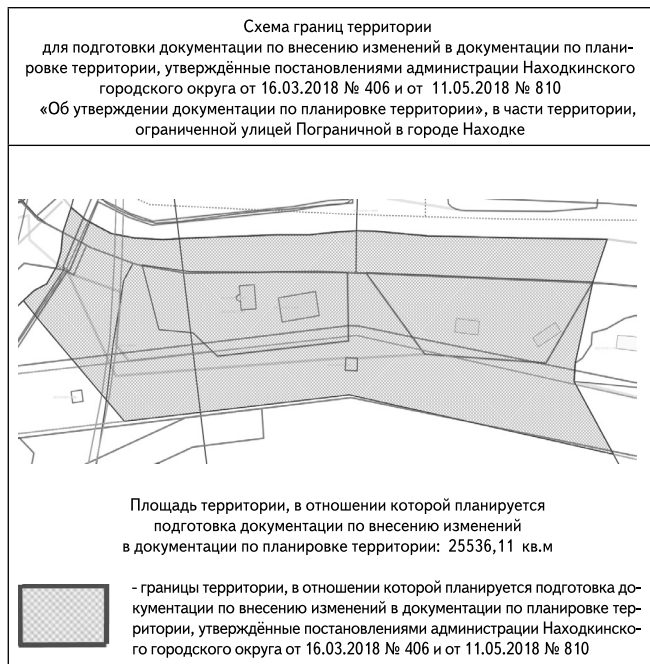 Схема границ территории
для подготовки документации по внесению изменений в документации по плани-
ровке территории, утверждённые постановлениями администрации Находкинского
городского округа от 16.03.2018 № 406 и от 11.05.2018 № 810
«Об утверждении документации по планировке территории», в части территории,
ограниченной улицей Пограничной в городе Находке
Площадь территории, в отношении которой планируется
подготовка документации по внесению изменений
в документации по планировке территории: 25536,11 кв.м
- границы территории, в отношении которой планируется подготовка до-
кументации по внесению изменений в документации по планировке тер-
ритории, утверждённые постановлениями администрации Находкинско-
го городского округа от 16.03.2018 № 406 и от 11.05.2018 № 810